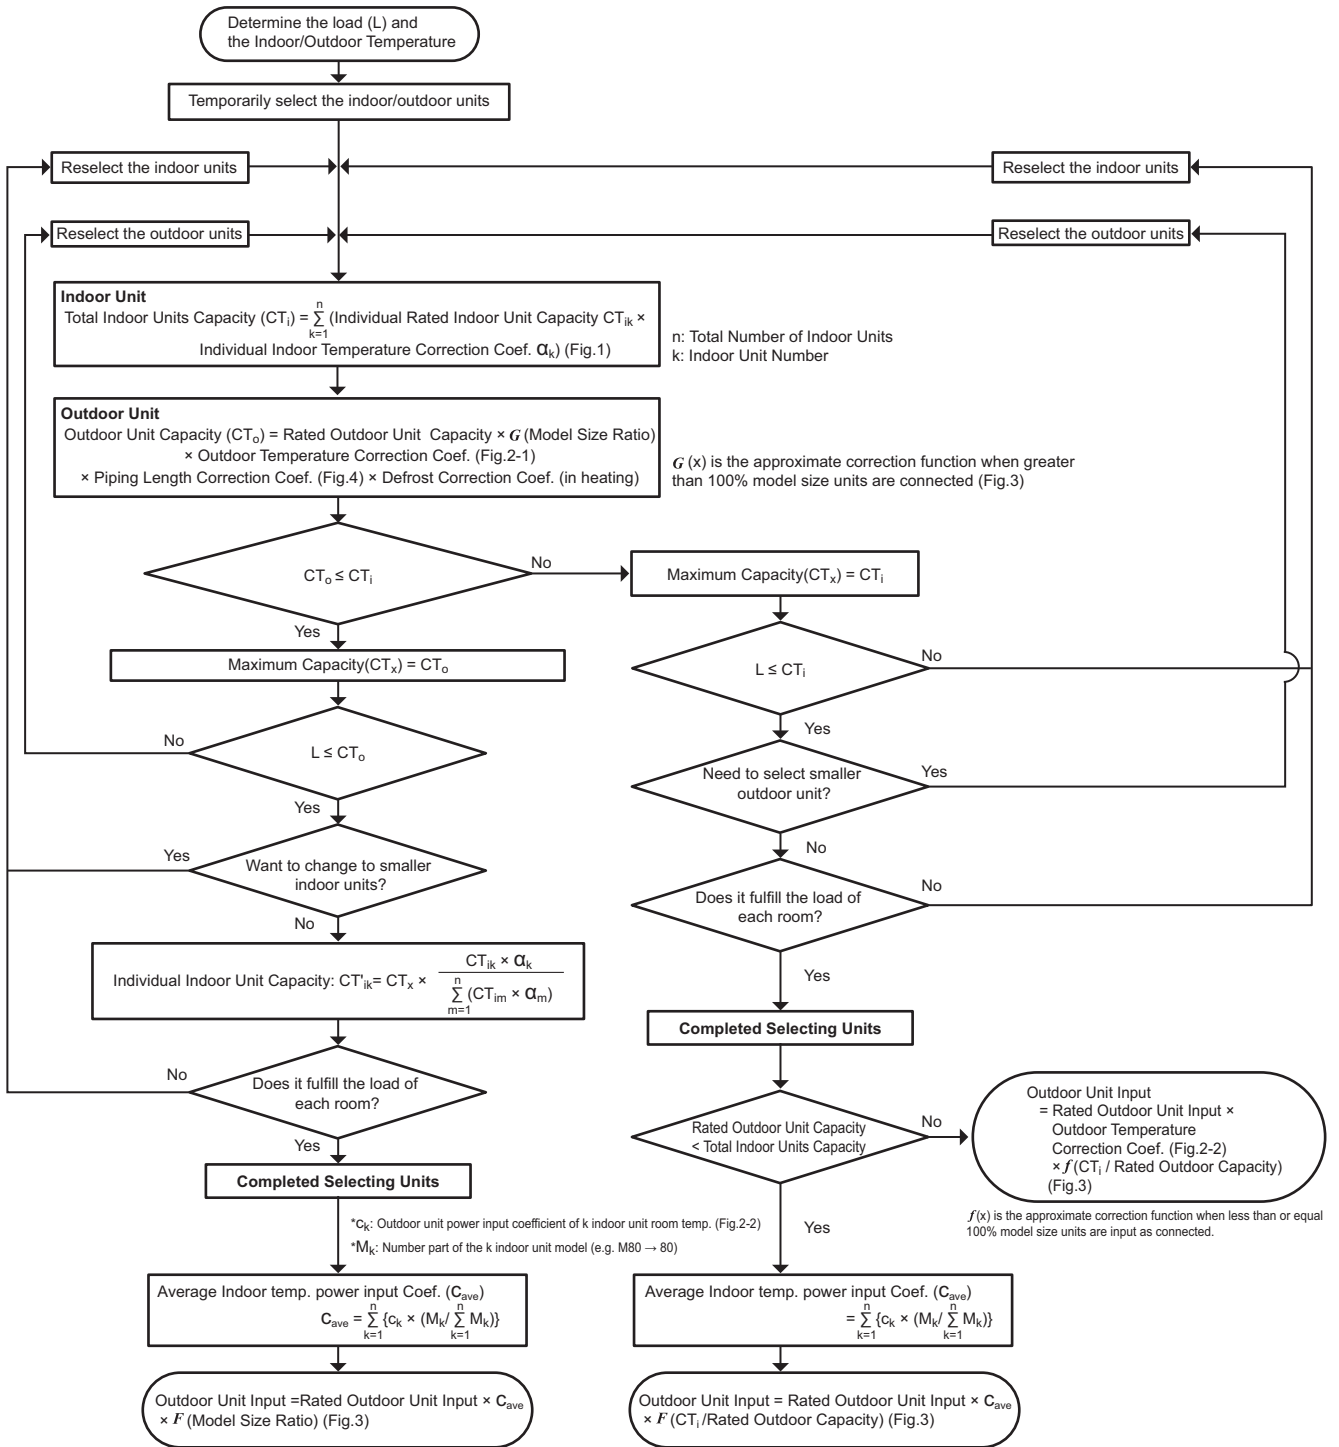 Determine the load (L) and
the Indoor/Outdoor Temperature
Temporarily select the indoor/outdoor units
Reselect the indoor units
Reselect the indoor units
Reselect the outdoor units
Reselect the outdoor units
Indoor Unit
Total Indoor Units Capacity (CTi) = n ∑ k=1 (Individual Rated Indoor Unit Capacity CTik ×
Individual Indoor Temperature Correction Coef. αk) (Fig.1)
n: Total Number of Indoor Units
k: Indoor Unit Number
Outdoor Unit
Outdoor Unit Capacity (CTo) = Rated Outdoor Unit Capacity × G (Model Size Ratio)
× Outdoor Temperature Correction Coef. (Fig.2-1)
× Piping Length Correction Coef. (Fig.4) × Defrost Correction Coef. (in heating)
G (x) is the approximate correction function when greater
than 100% model size units are connected (Fig.3)
CTo ≤ CTi
No
Maximum Capacity(CTx) = CTi
Yes
Maximum Capacity(CTx) = CTo
L ≤ CTi
No
Yes
L ≤ CTo
No
Yes
Need to select smaller
outdoor unit?
Yes
No
Want to change to smaller
indoor units?
Yes
No
Does it fulfill the load of
each room?
No
Yes
Individual Indoor Unit Capacity: CT'ik= CTx × CTik × αk / n ∑ m=1 (CTim × αm)
Completed Selecting Units
Does it fulfill the load of
each room?
No
Yes
Rated Outdoor Unit Capacity
< Total Indoor Units Capacity
No
Yes
Outdoor Unit Input
= Rated Outdoor Unit Input ×
Outdoor Temperature
Correction Coef. (Fig.2-2)
× f (CTi / Rated Outdoor Capacity)
(Fig.3)
f (x) is the approximate correction function when less than or equal
100% model size units are input as connected.
Completed Selecting Units
*ck: Outdoor unit power input coefficient of k indoor unit room temp. (Fig.2-2)
*Mk: Number part of the k indoor unit model (e.g. M80 → 80)
Average Indoor temp. power input Coef. (Cave)
Cave = n ∑ k=1 {ck × (Mk/ n ∑ k=1 Mk)}
Average Indoor temp. power input Coef. (Cave)
= n ∑ k=1 {ck × (Mk/ n ∑ k=1 Mk)}
Outdoor Unit Input =Rated Outdoor Unit Input × Cave
× F (Model Size Ratio) (Fig.3)
Outdoor Unit Input = Rated Outdoor Unit Input × Cave
× F (CTi /Rated Outdoor Capacity) (Fig.3)